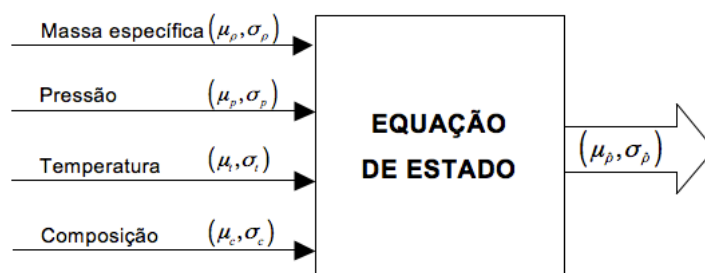 Massa específica (μρ, σρ)
Pressão (μp, σp)
Temperatura (μt, σt)
Composição (μc, σc)
EQUAÇÃO
DE ESTADO
(μρ̂, σρ̂)